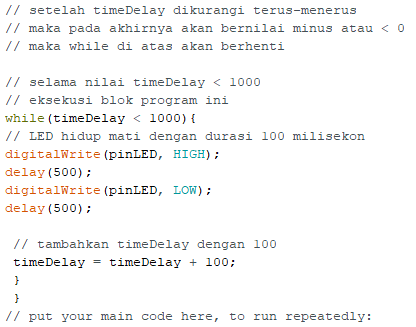 // setelah timeDelay dikurangi terus-menerus
// maka pada akhirnya akan bernilai minus atau < 0
// maka while di atas akan berhenti
// selama nilai timeDelay < 1000
// eksekusi blok program ini
while(timeDelay < 1000){
// LED hidup mati dengan durasi 100 milisekon
digitalWrite(pinLED, HIGH);
delay(500);
digitalWrite(pinLED, LOW);
delay(500);
// tambahkan timeDelay dengan 100
timeDelay = timeDelay + 100;
}
}
// put your main code here, to run repeatedly: